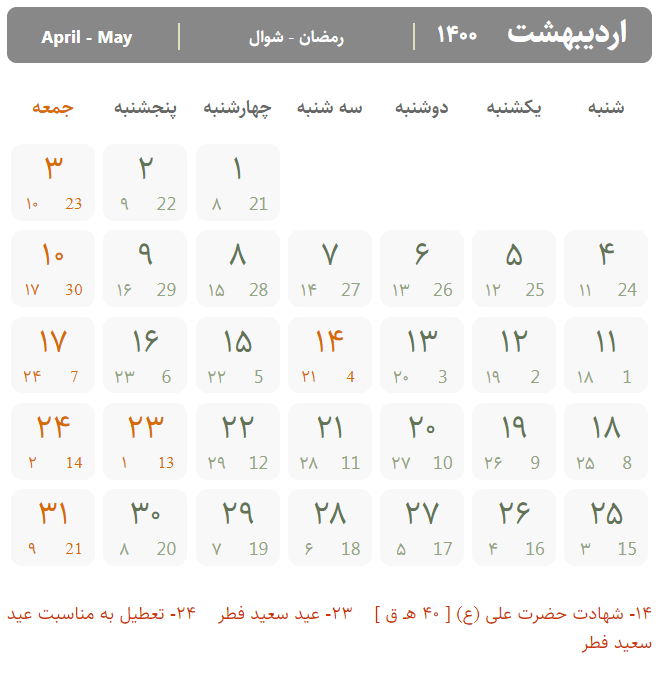 اردیبهشت ۱۴۰۰ رمضان - شوال April - May
شنبه یکشنبه دوشنبه سه شنبه چهارشنبه پنجشنبه جمعه
۱ ۲ ۳
21 ۸ 22 ۹ 23 ۱۰
۴ ۵ ۶ ۷ ۸ ۹ ۱۰
24 ۱۱ 25 ۱۲ 26 ۱۳ 27 ۱۴ 28 ۱۵ 29 ۱۶ 30 ۱۷
۱۱ ۱۲ ۱۳ ۱۴ ۱۵ ۱۶ ۱۷
1 ۱۸ 2 ۱۹ 3 ۲۰ 4 ۲۱ 5 ۲۲ 6 ۲۳ 7 ۲۴
۱۸ ۱۹ ۲۰ ۲۱ ۲۲ ۲۳ ۲۴
8 ۲۵ 9 ۲۶ 10 ۲۷ 11 ۲۸ 12 ۲۹ 13 ۱ 14 ۲
۲۵ ۲۶ ۲۷ ۲۸ ۲۹ ۳۰ ۳۱
15 ۳ 16 ۴ 17 ۵ 18 ۶ 19 ۷ 20 ۸ 21 ۹
۱۴- شهادت حضرت علی (ع) [ ۴۰ هـ ق ] ۲۳- عید سعید فطر ۲۴- تعطیل به مناسبت عید
سعید فطر